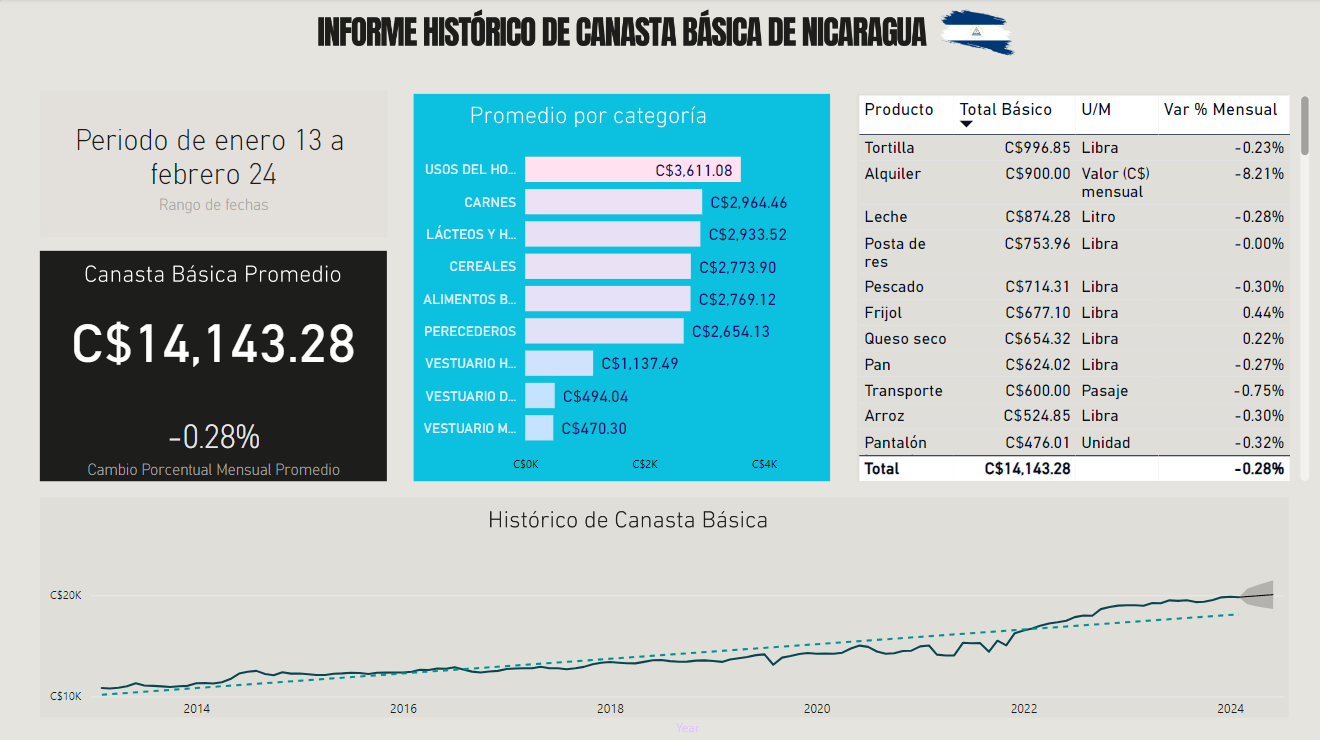 INFORME HISTÓRICO DE CANASTA BÁSICA DE NICARAGUA
Periodo de enero 13 a
febrero 24
Rango de fechas
Canasta Básica Promedio
C$14,143.28
-0.28%
Cambio Porcentual Mensual Promedio
Promedio por categoría
USOS DEL HO... C$3,611.08
CARNES C$2,964.46
LÁCTEOS Y H... C$2,933.52
CEREALES C$2,773.90
ALIMENTOS B... C$2,769.12
PERECEDEROS C$2,654.13
VESTUARIO H... C$1,137.49
VESTUARIO D... C$494.04
VESTUARIO M... C$470.30
C$0K C$2K C$4K
Producto Total Básico U/M Var % Mensual
Tortilla C$996.85 Libra -0.23%
Alquiler C$900.00 Valor (C$) -8.21%
mensual
Leche C$874.28 Litro -0.28%
Posta de C$753.96 Libra -0.00%
res
Pescado C$714.31 Libra -0.30%
Frijol C$677.10 Libra 0.44%
Queso seco C$654.32 Libra 0.22%
Pan C$624.02 Libra -0.27%
Transporte C$600.00 Pasaje -0.75%
Arroz C$524.85 Libra -0.30%
Pantalón C$476.01 Unidad -0.32%
Total C$14,143.28 -0.28%
Histórico de Canasta Básica
C$20K
C$10K
2014 2016 2018 2020 2022 2024
Year